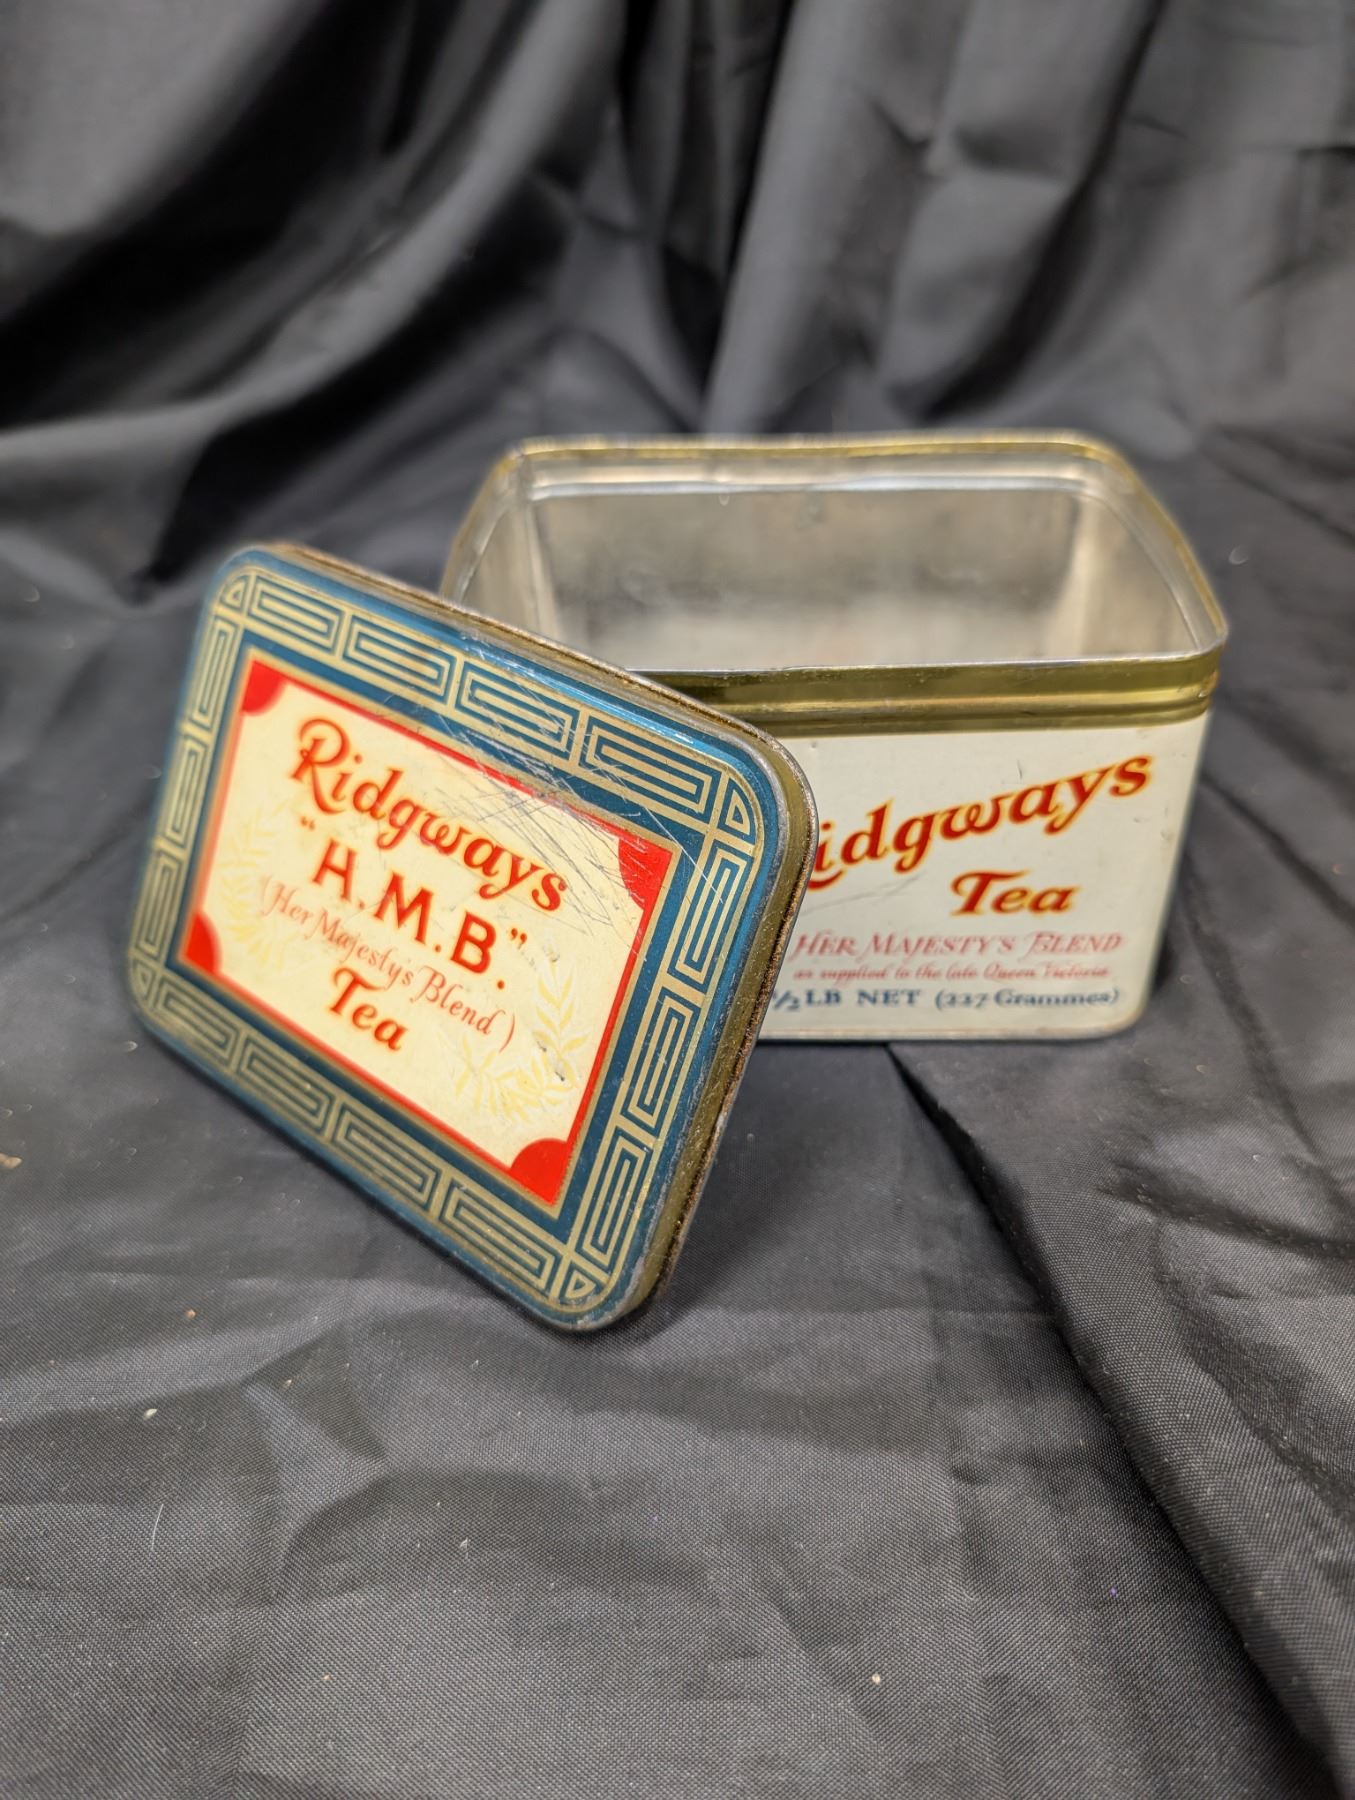 Ridgways
"H.M.B."
(Her Majesty's Blend)
Tea
idgways
Tea
HER MAJESTY'S BLEND
as supplied to the late Queen Victoria
1/2 LB NET (227 Grammes)